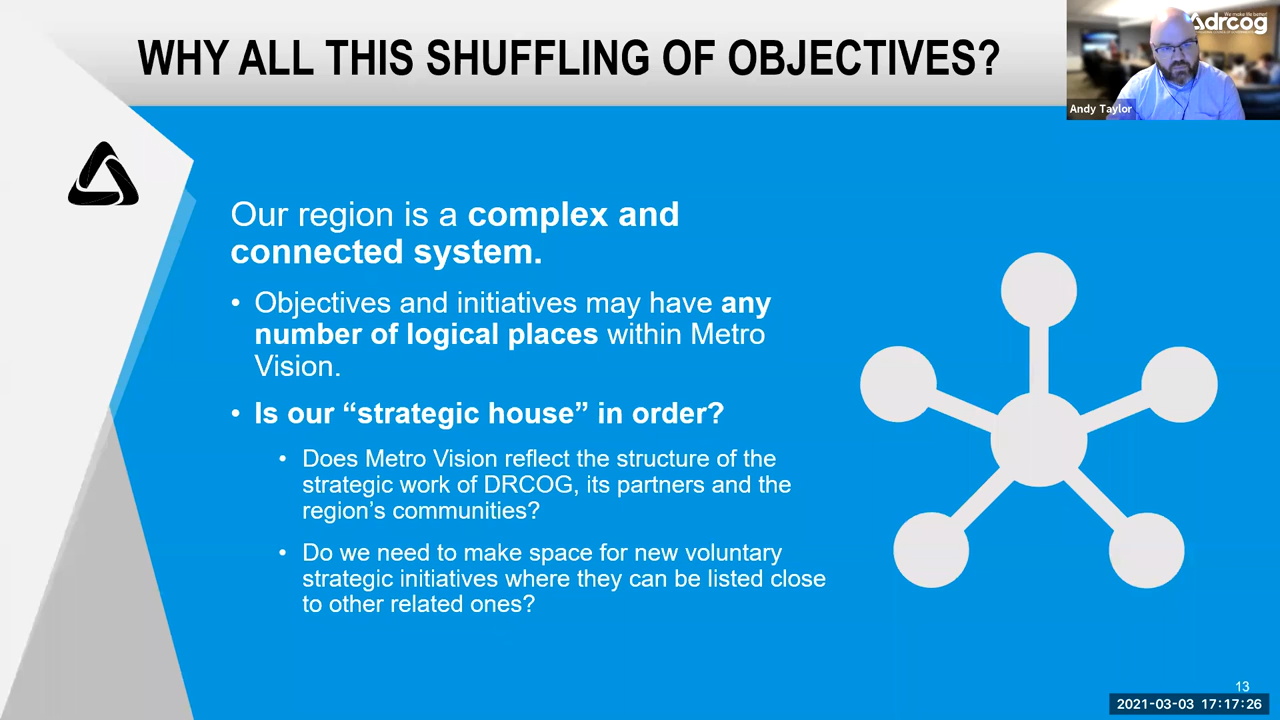 WHY ALL THIS SHUFFLING OF OBJECTIVES?
We make life better!
drcog
Andy Taylor
Our region is a complex and
connected system.
• Objectives and initiatives may have any
number of logical places within Metro
Vision.
• Is our “strategic house” in order?
• Does Metro Vision reflect the structure of the
strategic work of DRCOG, its partners and the
region’s communities?
• Do we need to make space for new voluntary
strategic initiatives where they can be listed close
to other related ones?
13
2021-03-03 17:17:26